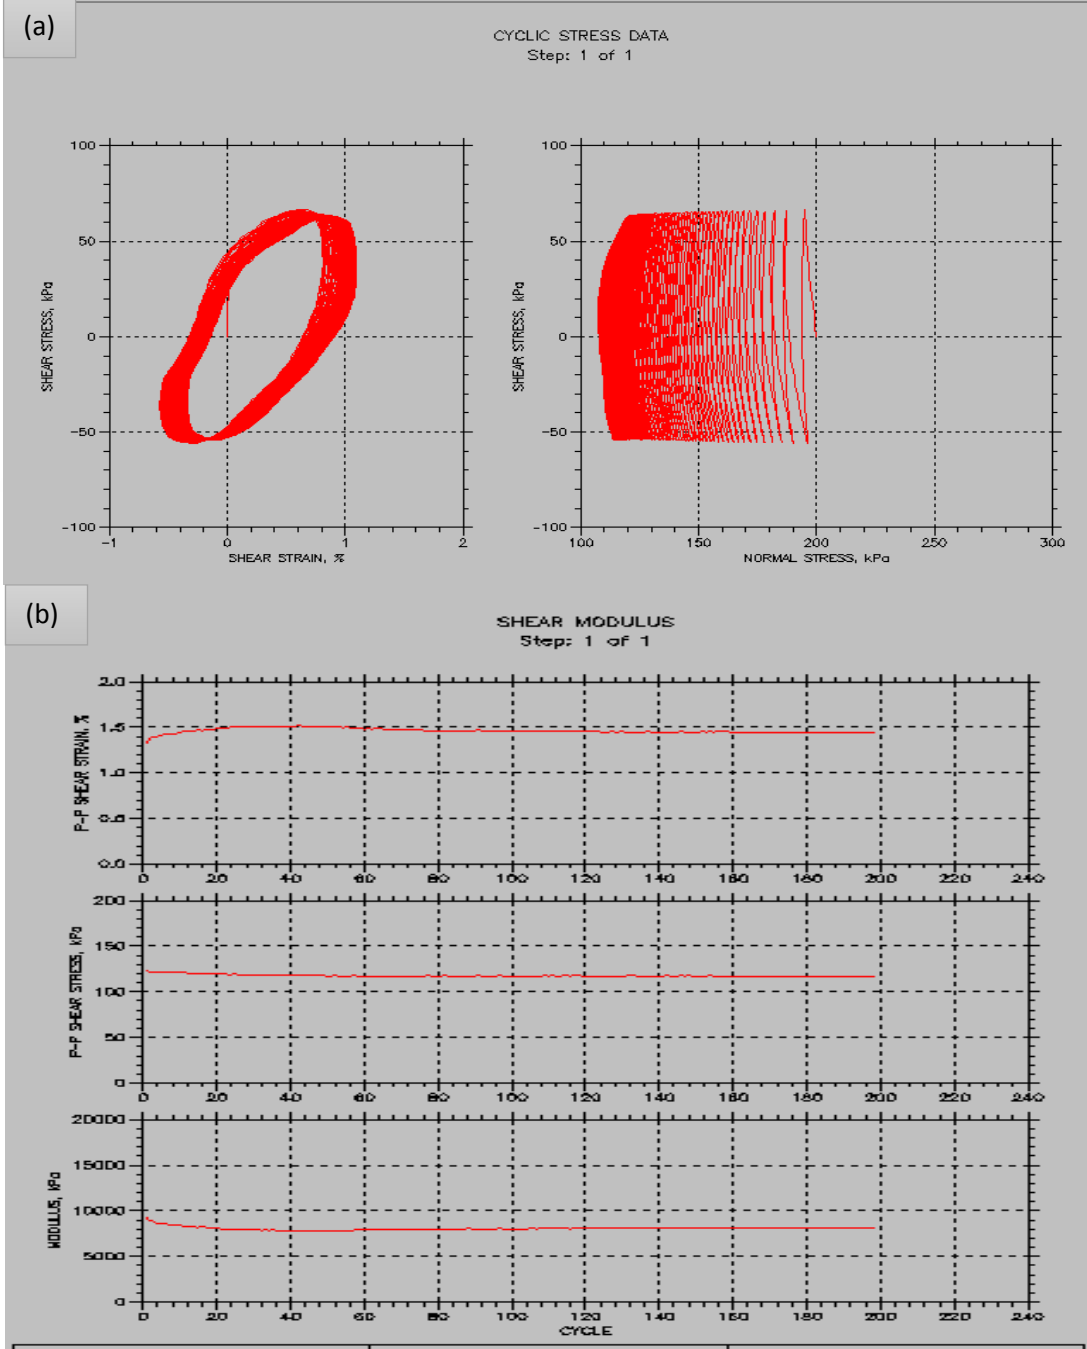 (a)
CYCLIC STRESS DATA
Step: 1 of 1
SHEAR STRESS, kPa
100
50
0
-50
-100
-1 0 1 2
SHEAR STRAIN, %
SHEAR STRESS, kPa
100
50
0
-50
-100
100 150 200 250 300
NORMAL STRESS, kPa
(b)
SHEAR MODULUS
Step: 1 of 1
P-P SHEAR STRAIN, %
2.0
1.5
1.0
0.5
0.0
0 20 40 60 80 100 120 140 160 180 200 220 240
P-P SHEAR STRESS, kPa
200
150
100
50
0
0 20 40 60 80 100 120 140 160 180 200 220 240
MODULUS, kPa
20000
15000
10000
5000
0
0 20 40 60 80 100 120 140 160 180 200 220 240
CYCLE